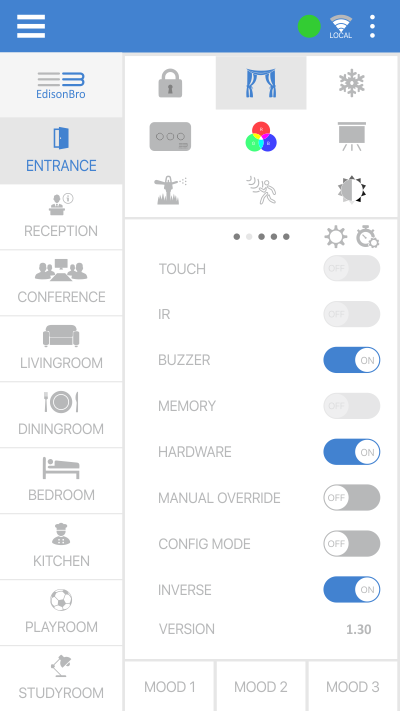 LOCAL
EdisonBro
ENTRANCE
RECEPTION
CONFERENCE
LIVINGROOM
DININGROOM
BEDROOM
KITCHEN
PLAYROOM
STUDYROOM
TOUCH OFF
IR OFF
BUZZER ON
MEMORY OFF
HARDWARE ON
MANUAL OVERRIDE OFF
CONFIG MODE OFF
INVERSE ON
VERSION 1.30
MOOD 1 MOOD 2 MOOD 3